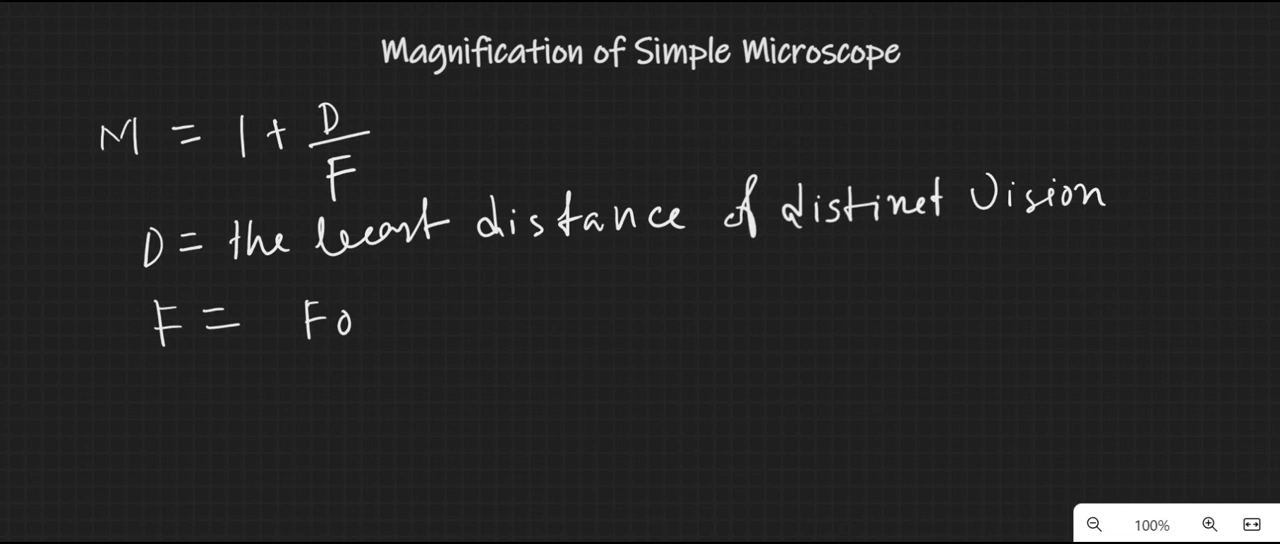 Magnification of Simple Microscope
M = 1 + D/F
D = the least distance of distinct vision
F = Fo
100%